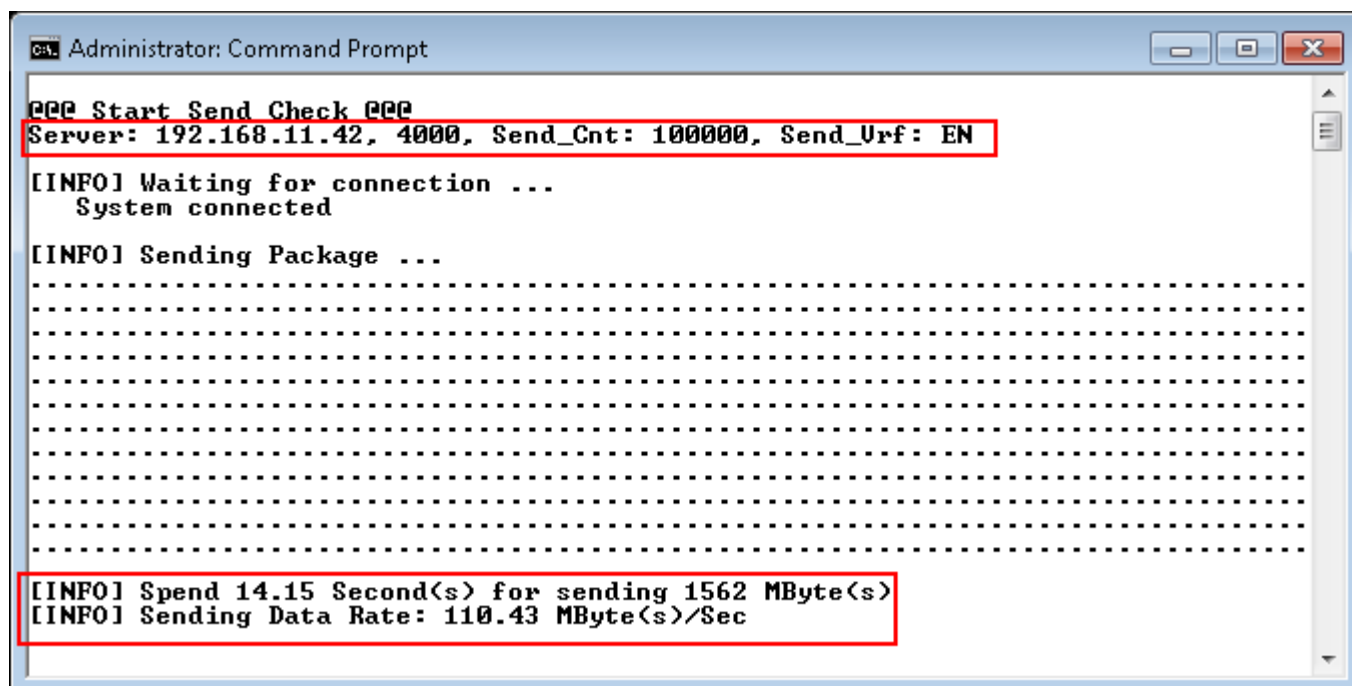 Administrator: Command Prompt
@@@ Start Send Check @@@
Server: 192.168.11.42, 4000, Send_Cnt: 100000, Send_Vrf: EN
[INFO] Waiting for connection ...
System connected
[INFO] Sending Package ...
................................................................................
................................................................................
................................................................................
................................................................................
................................................................................
................................................................................
................................................................................
................................................................................
................................................................................
................................................................................
................................................................................
................................................................................
[INFO] Spend 14.15 Second(s) for sending 1562 MByte(s)
[INFO] Sending Data Rate: 110.43 MByte(s)/Sec